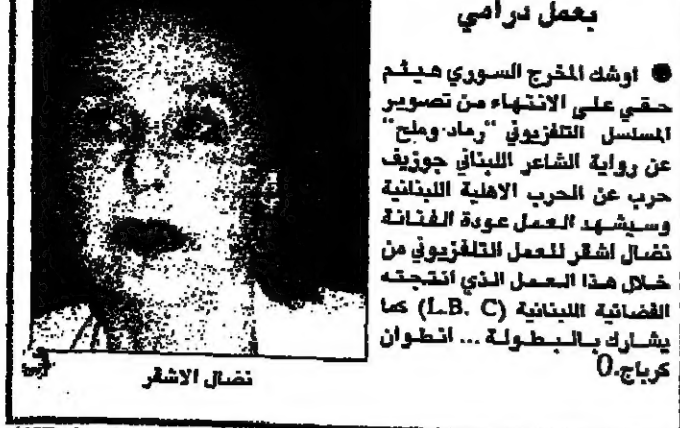 بعمل درامي
● اوشك المخرج السوري هيثم
حقي على الانتهاء من تصوير
المسلسل التلفزيوني "رماد وملح"
عن رواية الشاعر اللبناني جوزيف
حرب عن الحرب الاهلية اللبنانية
وسيشهد العمل عودة الفنانة
نضال اشقر للعمل التلفزيوني من
خلال هذا العمل الذي انتجته
الفضائية اللبنانية (L.B. C) كما
يشارك بالبطولة ... انطوان
كرباج.()
نضال الاشقر